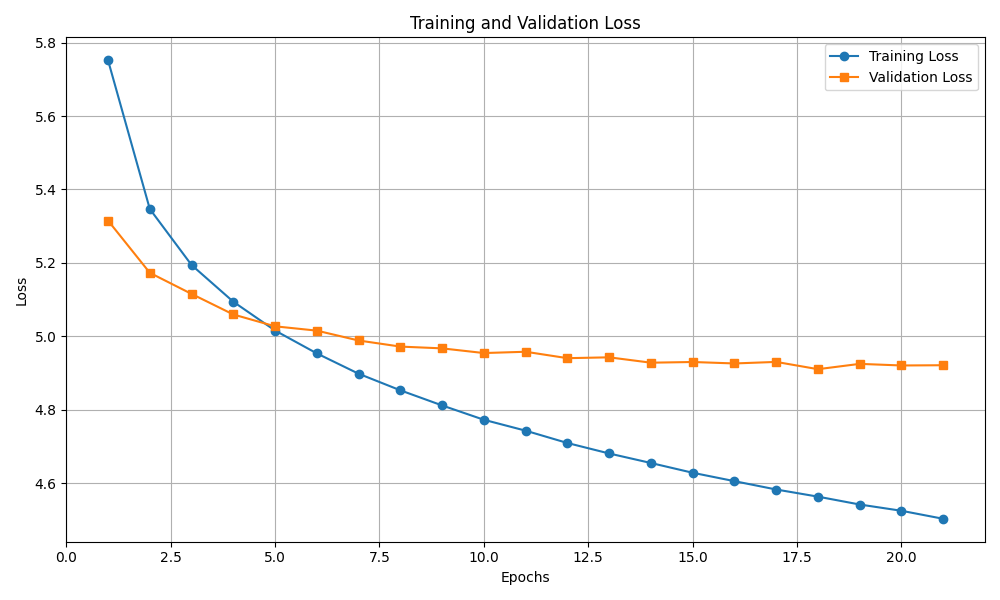 Training and Validation Loss
Training Loss
Validation Loss
5.8
5.6
5.4
5.2
5.0
4.8
4.6
Loss
0.0 2.5 5.0 7.5 10.0 12.5 15.0 17.5 20.0
Epochs